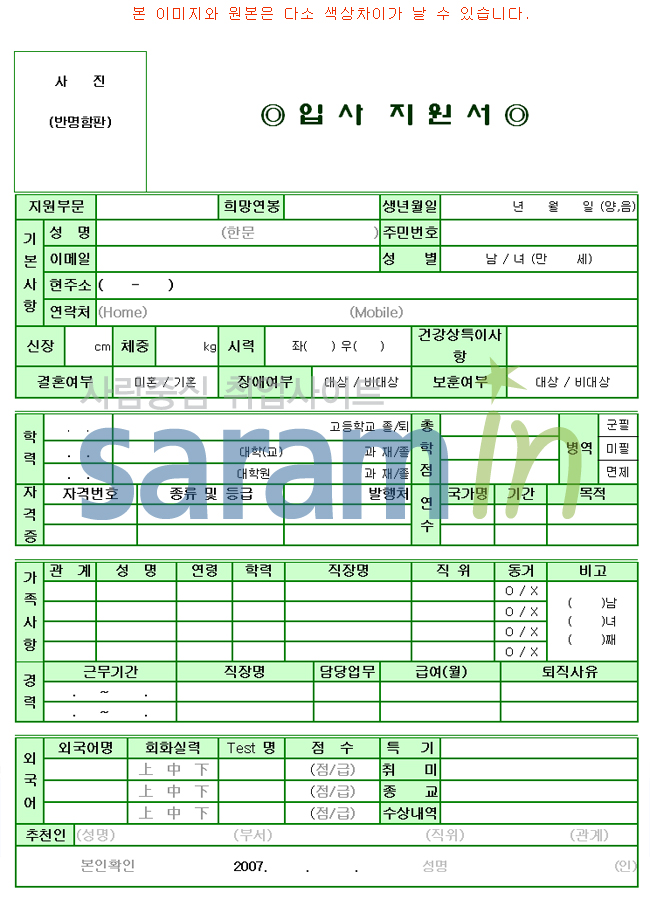 본 이미지와 원본은 다소 색상차이가 날 수 있습니다.
사 진
(반명함판)
◎ 입 사 지 원 서 ◎
지원부문 희망연봉 생년월일 년 월 일 (양,음)
기본사항
성 명 (한문 ) 주민번호
이메일 성 별 남 / 녀 (만 세)
현주소 ( - )
연락처 (Home) (Mobile)
신장 cm 체중 kg 시력 좌( ) 우( ) 건강상특이사항
결혼여부 미혼 / 기혼 장애여부 대상 / 비대상 보훈여부 대상 / 비대상
사람중심 취업사이트
saramin
학력 . . 고등학교 졸/퇴 총학점 병역 군필
. . 대학(교) 과 재/졸 미필
. . 대학원 과 재/졸 면제
자격증 자격번호 종류 및 등급 발행처 연수 국가명 기간 목적
가족사항 관 계 성 명 연령 학력 직장명 직 위 동거 비고
O / X ( )남
O / X ( )녀
O / X ( )째
O / X
경력 근무기간 직장명 담당업무 급여(월) 퇴직사유
. ~ .
. ~ .
외국어 외국어명 회화실력 Test 명 점 수 특 기
上 中 下 (점/급) 취 미
上 中 下 (점/급) 종 교
上 中 下 (점/급) 수상내역
추천인 (성명) (부서) (직위) (관계)
본인확인 2007. . . 성명 (인)